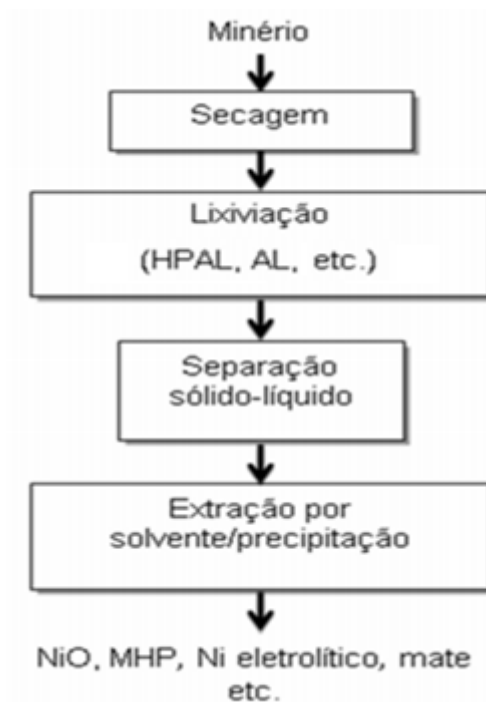 Minério
Secagem
Lixiviação
(HPAL, AL, etc.)
Separação
sólido-líquido
Extração por
solvente/precipitação
NiO, MHP, Ni eletrolítico, mate
etc.